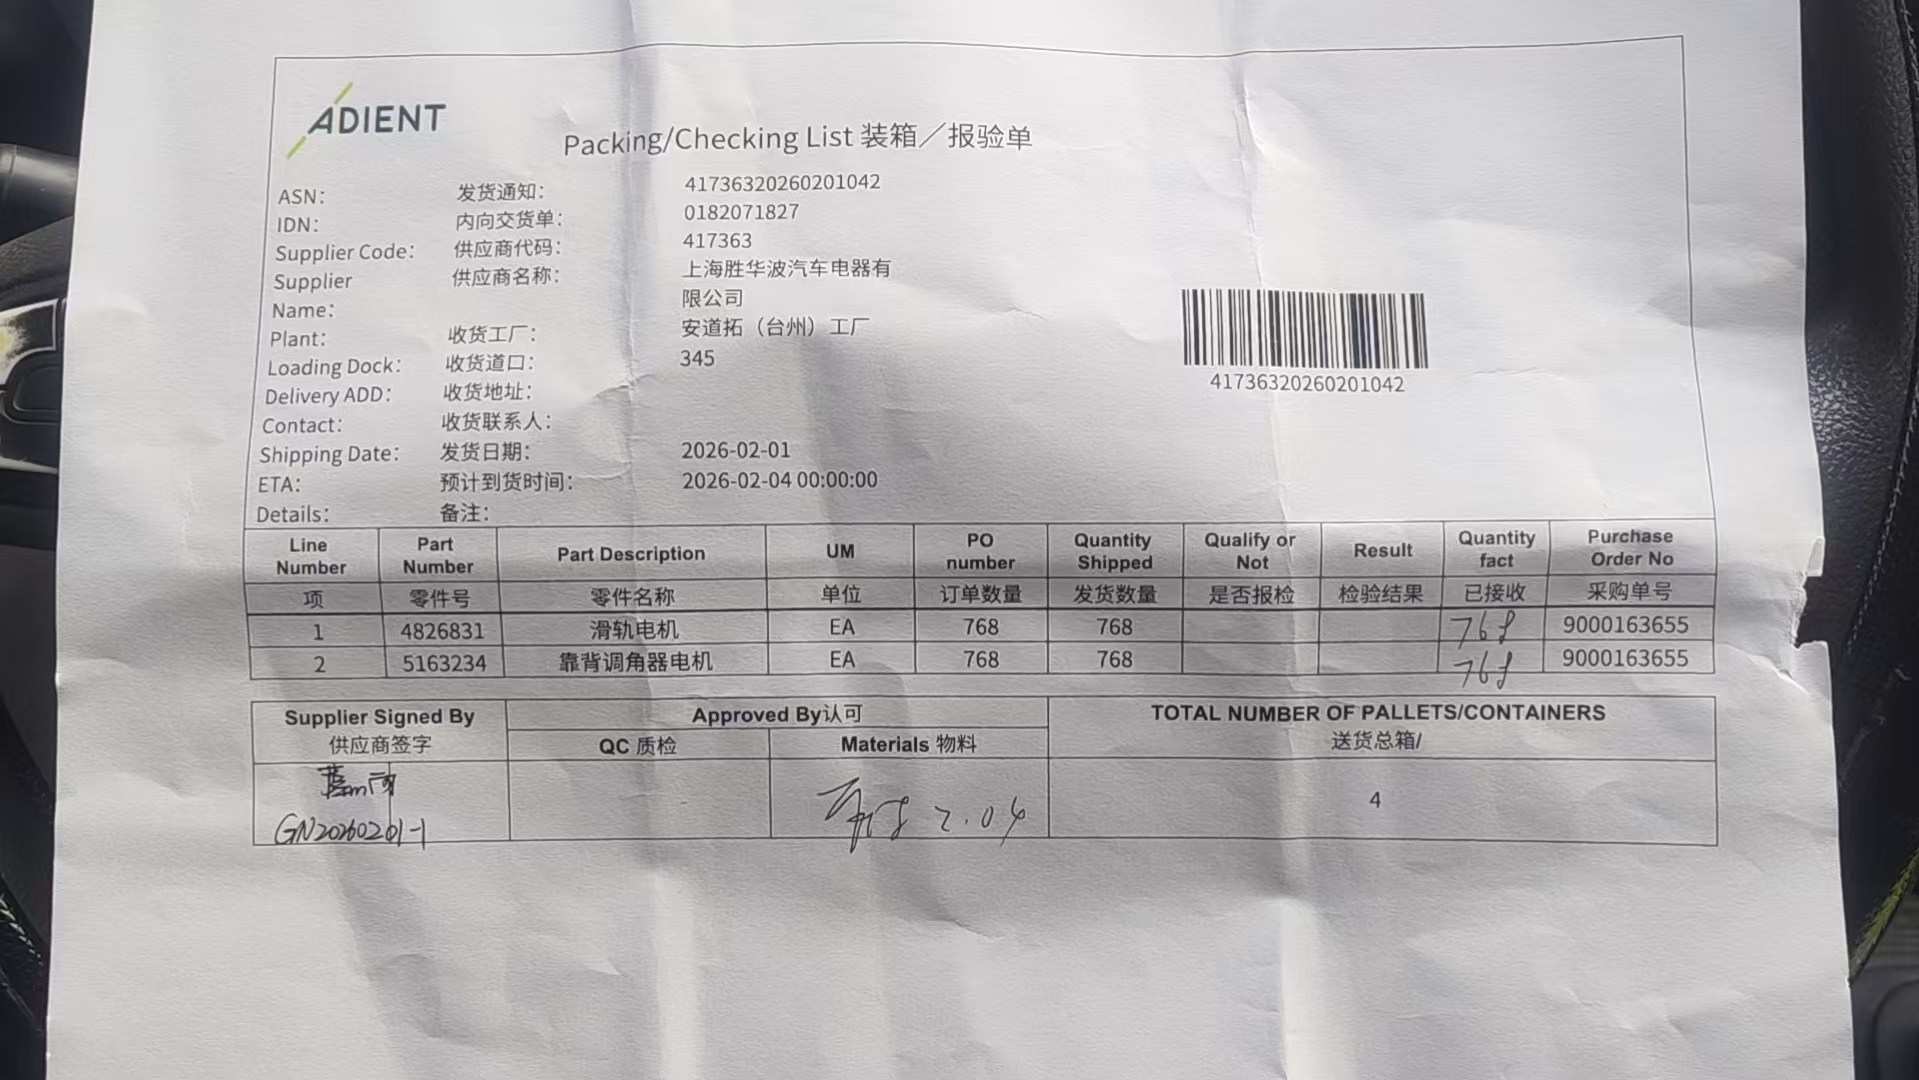 ADIENT
Packing/Checking List 装箱／报验单
ASN: 发货通知: 41736320260201042
IDN: 内向交货单: 0182071827
Supplier Code: 供应商代码: 417363
Supplier 供应商名称: 上海胜华波汽车电器有
Name: 限公司
Plant: 收货工厂: 安道拓（台州）工厂
Loading Dock: 收货道口: 345
Delivery ADD: 收货地址:
Contact: 收货联系人:
Shipping Date: 发货日期: 2026-02-01
ETA: 预计到货时间: 2026-02-04 00:00:00
Details: 备注:
41736320260201042
Line Number Part Number Part Description UM PO number Quantity Shipped Qualify or Not Result Quantity fact Purchase Order No
项 零件号 零件名称 单位 订单数量 发货数量 是否报检 检验结果 已接收 采购单号
1 4826831 滑轨电机 EA 768 768 768 9000163655
2 5163234 靠背调角器电机 EA 768 768 768 9000163655
Supplier Signed By Approved By认可 TOTAL NUMBER OF PALLETS/CONTAINERS
供应商签字 QC 质检 Materials 物料 送货总箱/
GN20260201-1 2.04 4